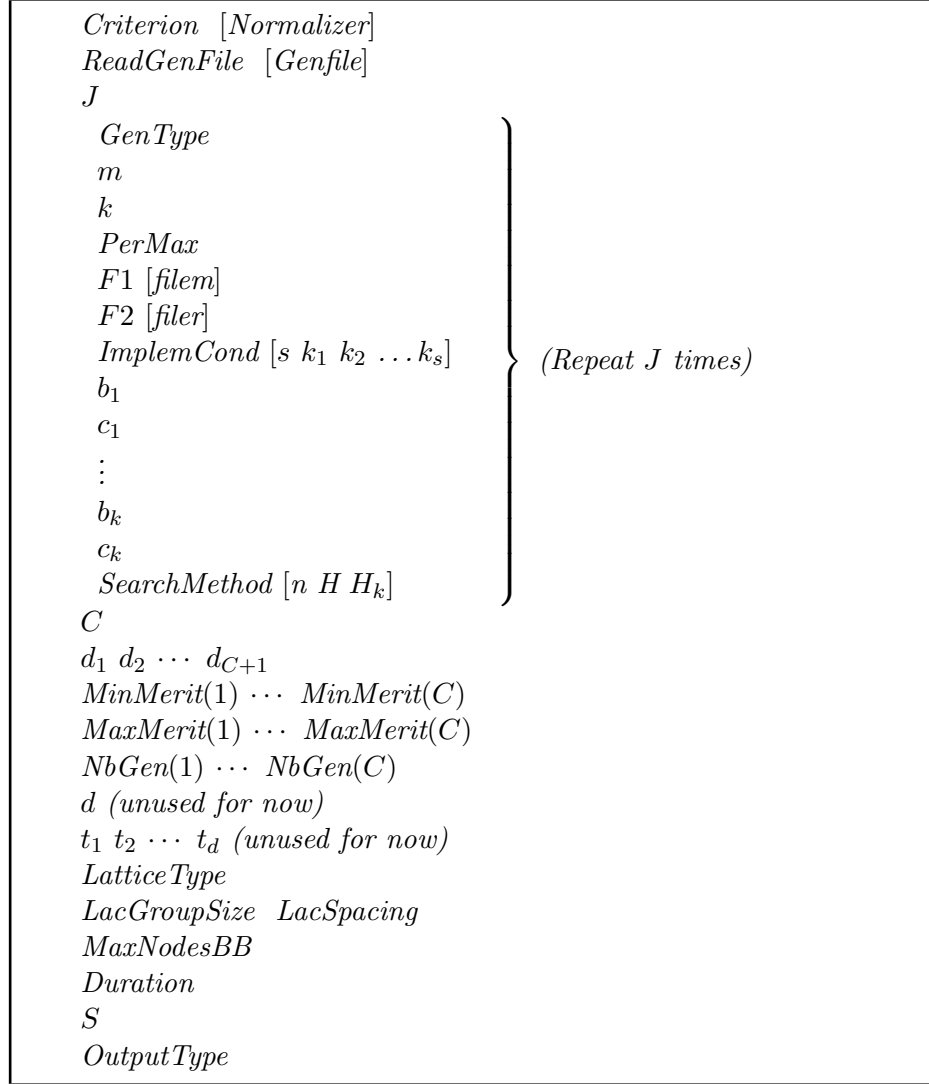 Criterion [Normalizer]
ReadGenFile [Genfile]
J
GenType
m
k
PerMax
F1 [filem]
F2 [filer]
ImplemCond [s k₁ k₂ … kₛ]
(Repeat J times)
b₁
c₁
⋮
bₖ
cₖ
SearchMethod [n H Hₖ]
C
d₁ d₂ ⋯ d_{C+1}
MinMerit(1) ⋯ MinMerit(C)
MaxMerit(1) ⋯ MaxMerit(C)
NbGen(1) ⋯ NbGen(C)
d (unused for now)
t₁ t₂ ⋯ t_d (unused for now)
LatticeType
LacGroupSize LacSpacing
MaxNodesBB
Duration
S
OutputType